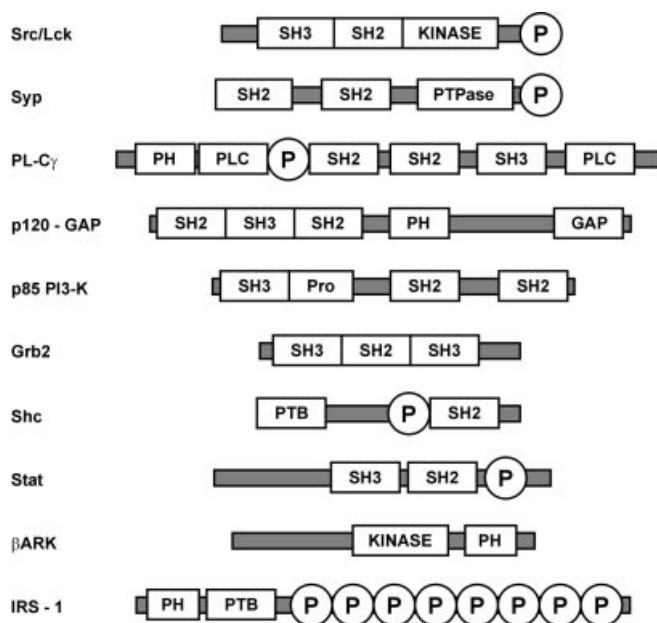 Src/Lck SH3 SH2 KINASE P
Syp SH2 SH2 PTPase P
PL-Cγ PH PLC P SH2 SH2 SH3 PLC
p120 - GAP SH2 SH3 SH2 PH GAP
p85 PI3-K SH3 Pro SH2 SH2
Grb2 SH3 SH2 SH3
Shc PTB P SH2
Stat SH3 SH2 P
βARK KINASE PH
IRS - 1 PH PTB P P P P P P P P